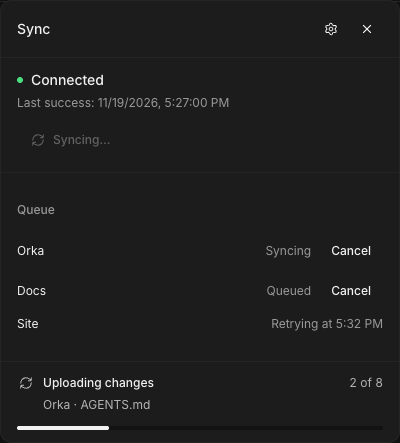 Sync
Connected
Last success: 11/19/2026, 5:27:00 PM
Syncing...
Queue
Orka Syncing Cancel
Docs Queued Cancel
Site Retrying at 5:32 PM
Uploading changes 2 of 8
Orka · AGENTS.md